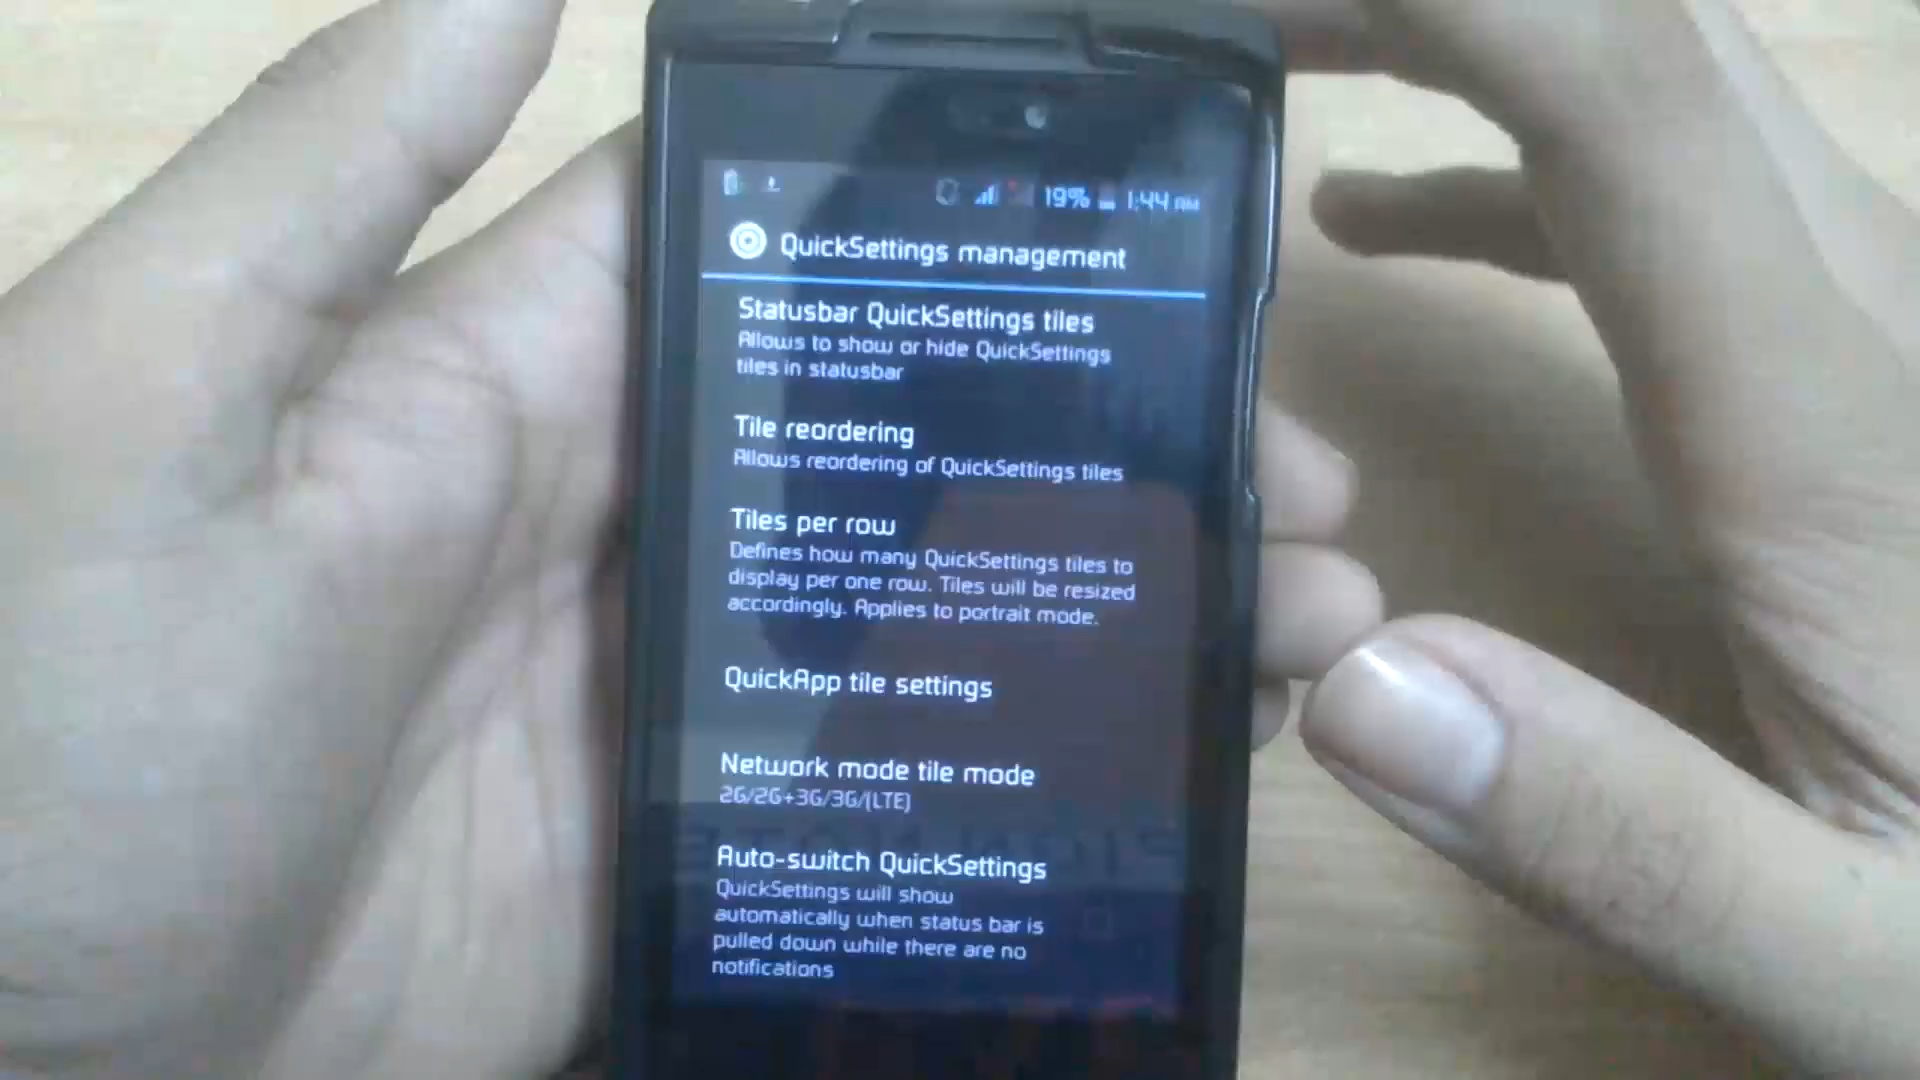 19% 1:44 AM
QuickSettings management
Statusbar QuickSettings tiles
Allows to show or hide QuickSettings
tiles in statusbar
Tile reordering
Allows reordering of QuickSettings tiles
Tiles per row
Defines how many QuickSettings tiles to
display per one row. Tiles will be resized
accordingly. Applies to portrait mode.
QuickApp tile settings
Network mode tile mode
2G/2G+3G/3G/(LTE)
Auto-switch QuickSettings
QuickSettings will show
automatically when status bar is
pulled down while there are no
notifications